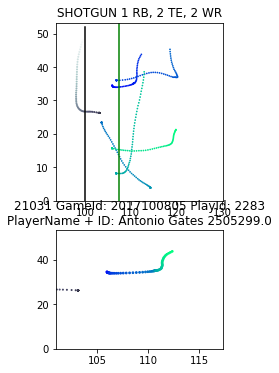 SHOTGUN 1 RB, 2 TE, 2 WR
50
40
30
20
10
0
100 110 120 130
21031 GameId: 2017100805 PlayId: 2283
PlayerName + ID: Antonio Gates 2505299.0
40
20
0
105 110 115